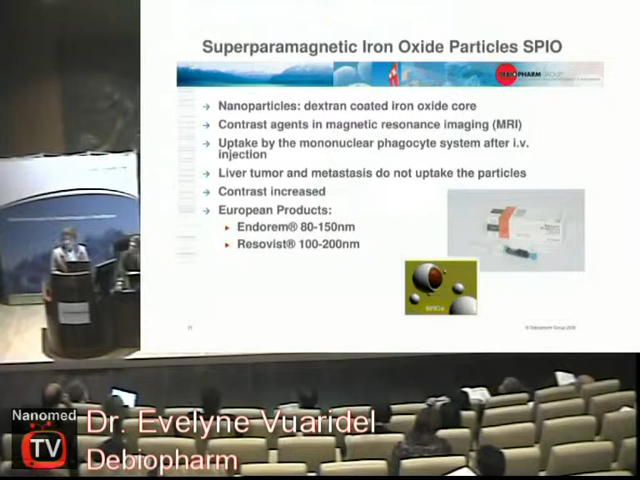 Superparamagnetic Iron Oxide Particles SPIO
DEBIOPHARM GROUP
Nanoparticles: dextran coated iron oxide core
Contrast agents in magnetic resonance imaging (MRI)
Uptake by the mononuclear phagocyte system after i.v.
injection
Liver tumor and metastasis do not uptake the particles
Contrast increased
European Products:
Endorem® 80-150nm
Resovist® 100-200nm
SPIOs
Nanomed
TV
Dr. Evelyne Vuaridel
Debiopharm